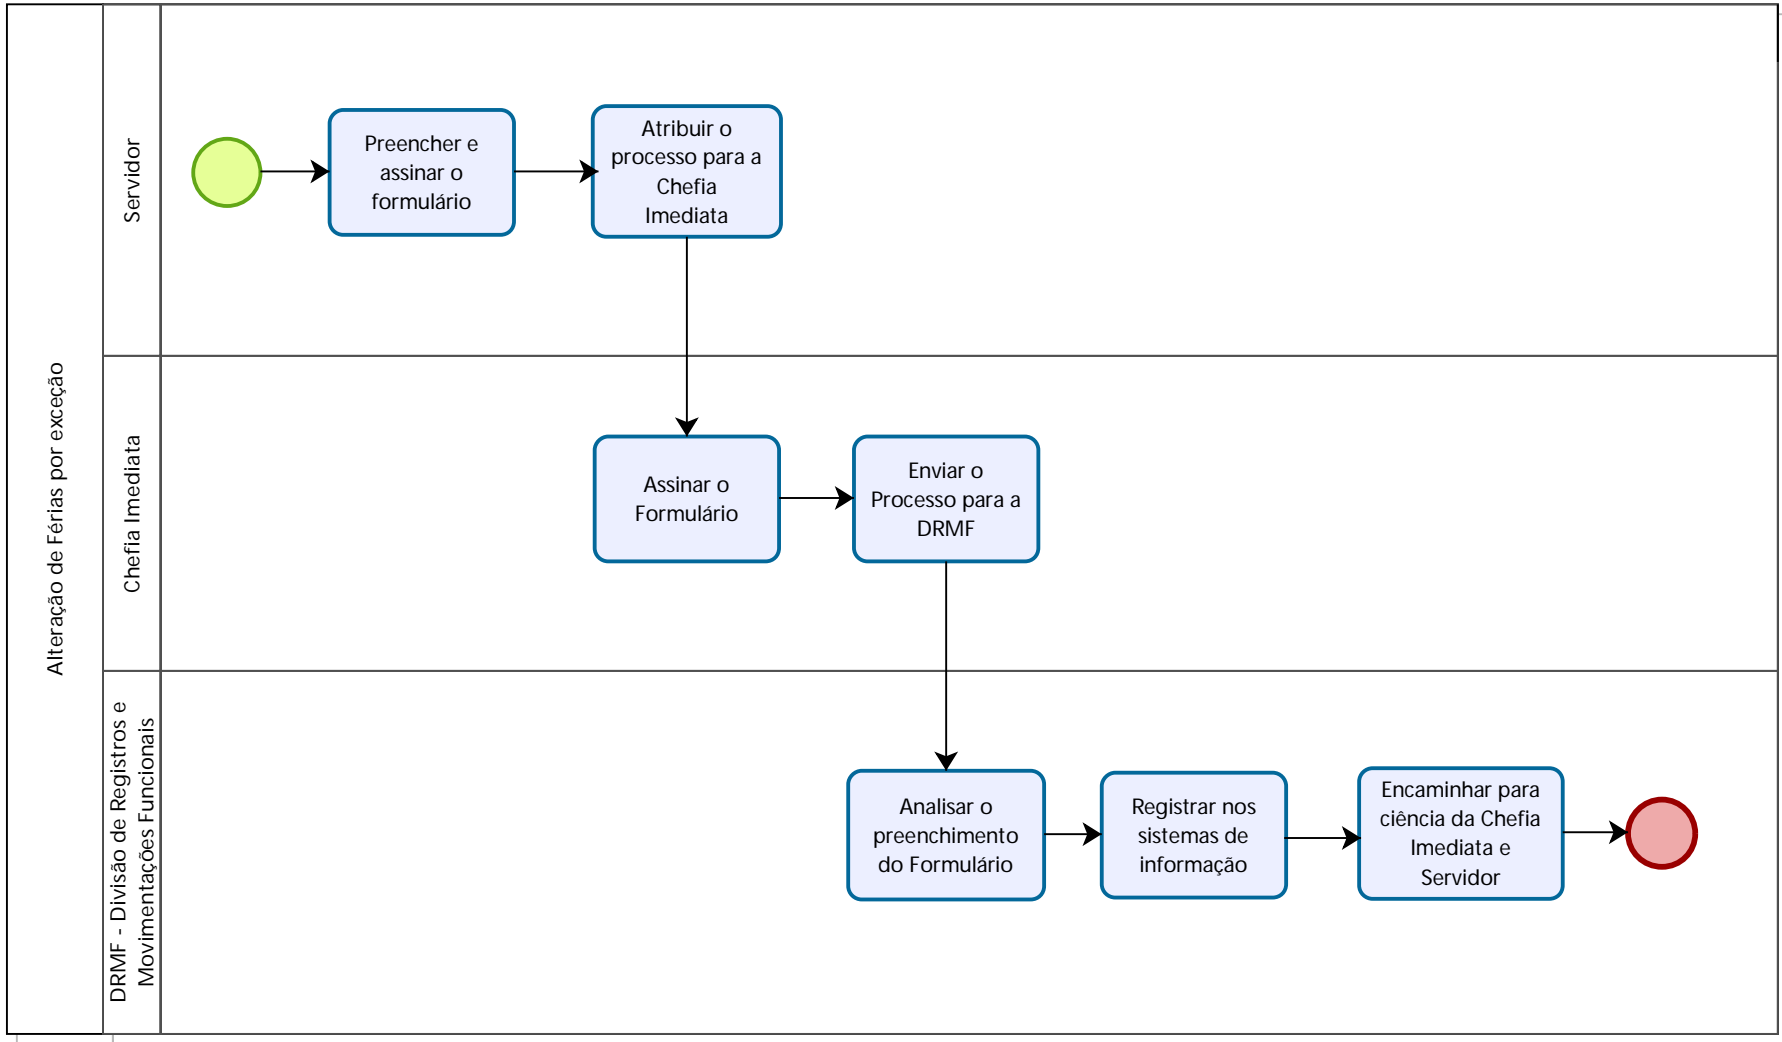 Alteração de Férias por exceção
Servidor
Preencher e
assinar o
formulário
Atribuir o
processo para a
Chefia
Imediata
Chefia Imediata
Assinar o
Formulário
Enviar o
Processo para a
DRMF
DRMF - Divisão de Registros e
Movimentações Funcionais
Analisar o
preenchimento
do Formulário
Registrar nos
sistemas de
informação
Encaminhar para
ciência da Chefia
Imediata e
Servidor